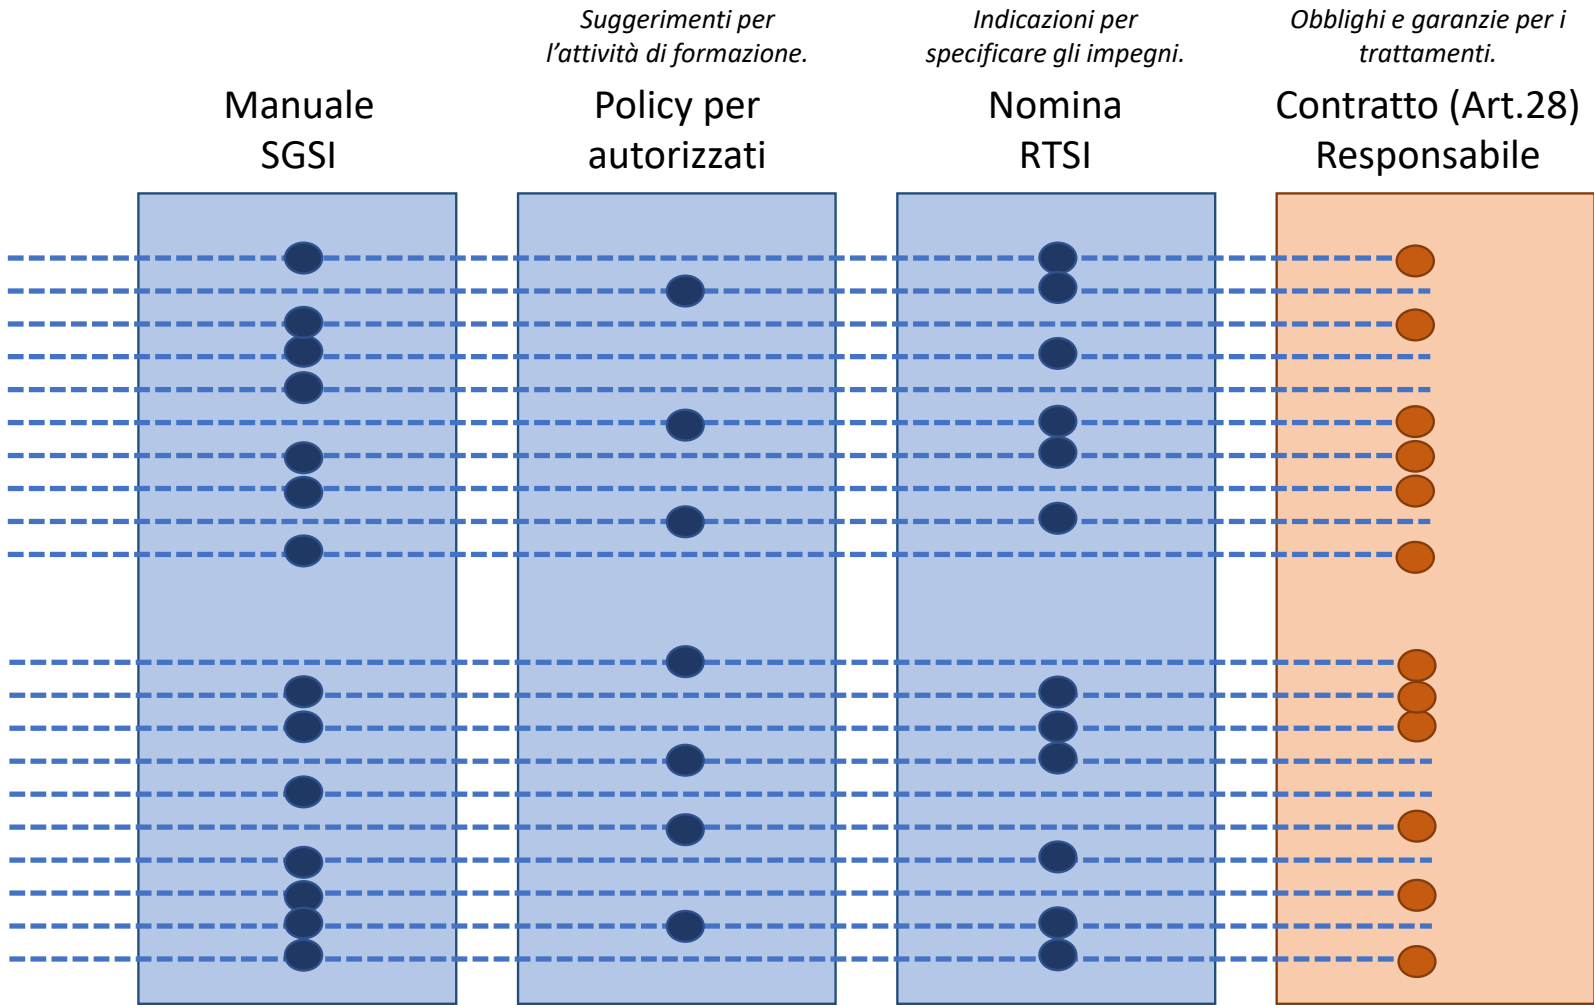 Suggerimenti per
l'attività di formazione.
Indicazioni per
specificare gli impegni.
Obblighi e garanzie per i
trattamenti.
Manuale
SGSI
Policy per
autorizzati
Nomina
RTSI
Contratto (Art.28)
Responsabile